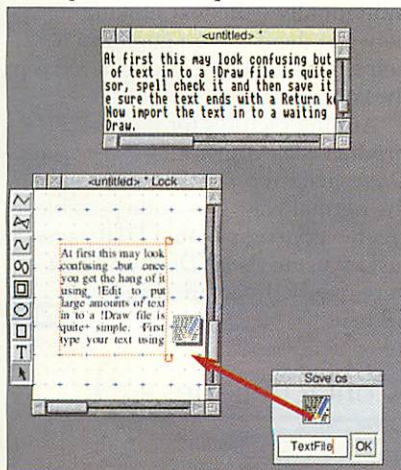 <untitled> *
At first this may look confusing but
of text in to a !Draw file is quite
sor, spell check it and then save it
e sure the text ends with a Return k
Now import the text in to a waiting
Draw.
<untitled> * Lock
At first this may look
confusing but once
you get the hang of it
using !Edit to put
large amounts of text
in to a !Draw file is
quite simple. First
type your text using
T
Save as
TextFile
OK